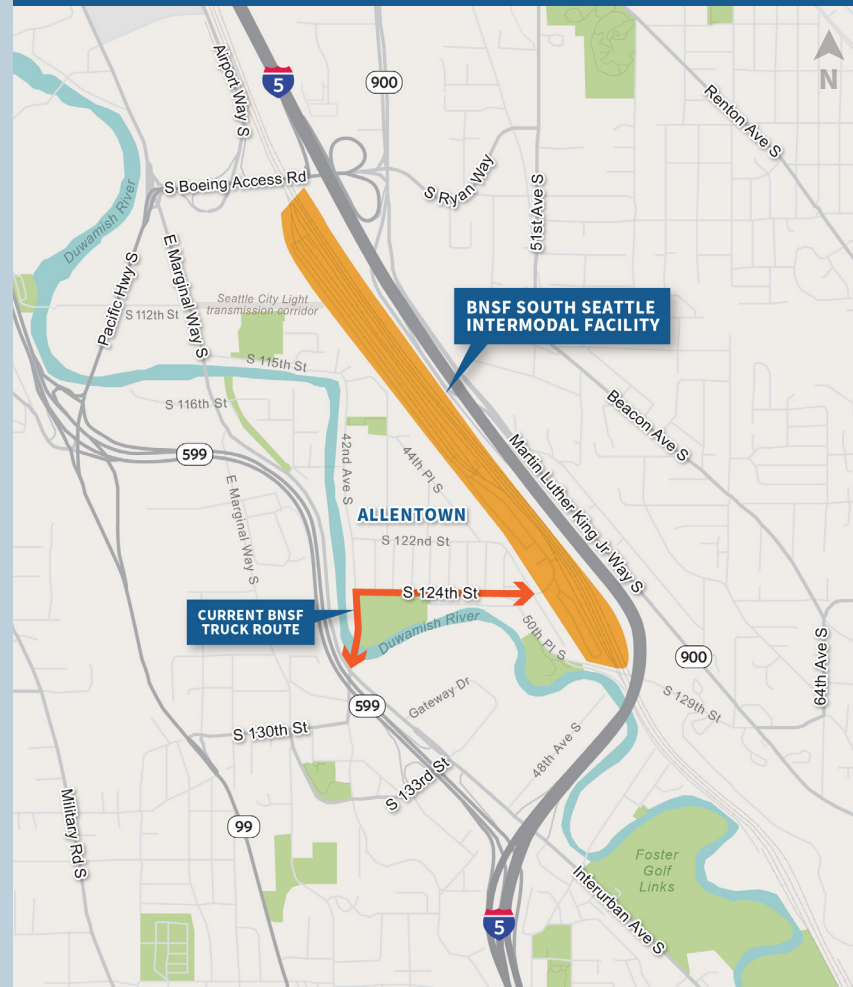 N
Airport Way S
5
900
Renton Ave S
S Boeing Access Rd
S Ryan Way
51st Ave S
Duwamish River
Pacific Hwy S
E Marginal Way S
Seattle City Light
transmission corridor
S 112th St
BNSF SOUTH SEATTLE
INTERMODAL FACILITY
S 115th St
S 116th St
Beacon Ave S
599
42nd Ave S
44th Pl S
Martin Luther King Jr Way S
E Marginal Way S
ALLENTOWN
S 122nd St
S 124th St
CURRENT BNSF
TRUCK ROUTE
Duwamish River
50th Pl S
900
64th Ave S
S 129th St
599
Gateway Dr
S 130th St
48th Ave S
S 133rd St
Military Rd S
99
Foster
Golf
Links
Interurban Ave S
5